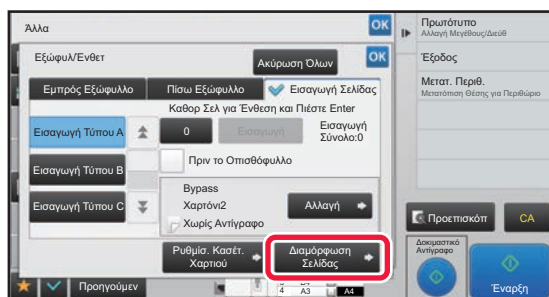 Άλλα
OK
Εξώφυλ/Ένθετ
Ακύρωση Όλων
OK
Εμπρός Εξώφυλλο
Πίσω Εξώφυλλο
Εισαγωγή Σελίδας
Καθορ Σελ για Ένθεση και Πιέστε Enter
Εισαγωγή Τύπου A
0
Εισαγωγή
Εισαγωγή
Σύνολο:0
Πριν το Οπισθόφυλλο
Εισαγωγή Τύπου B
Εισαγωγή Τύπου C
Bypass
Χαρτόνι2
Χωρίς Αντίγραφο
Αλλαγή
Ρυθμίσ. Κασέτ.
Χαρτιού
Διαμόρφωση
Σελίδας
Προηγούμεν
4 A3
A4
Πρωτότυπο
Αλλαγή Μεγέθους/Διεύθ
Έξοδος
Μετατ. Περιθ.
Μετατόπιση Θέσης για Περιθώριο
Προεπισκόπ
CA
Δοκιμαστικό
Αντίγραφο
Έναρξη